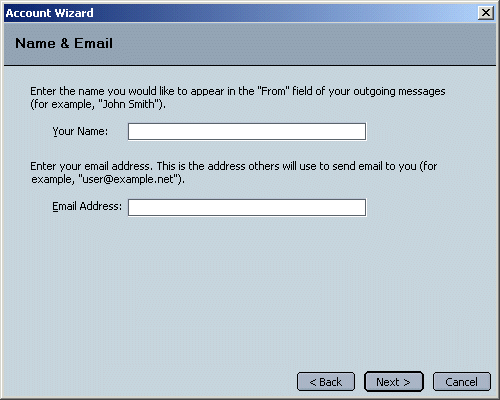 Account Wizard
Name & Email
Enter the name you would like to appear in the "From" field of your outgoing messages
(for example, "John Smith").
Your Name:
Enter your email address. This is the address others will use to send email to you (for
example, "user@example.net").
Email Address:
< Back Next > Cancel